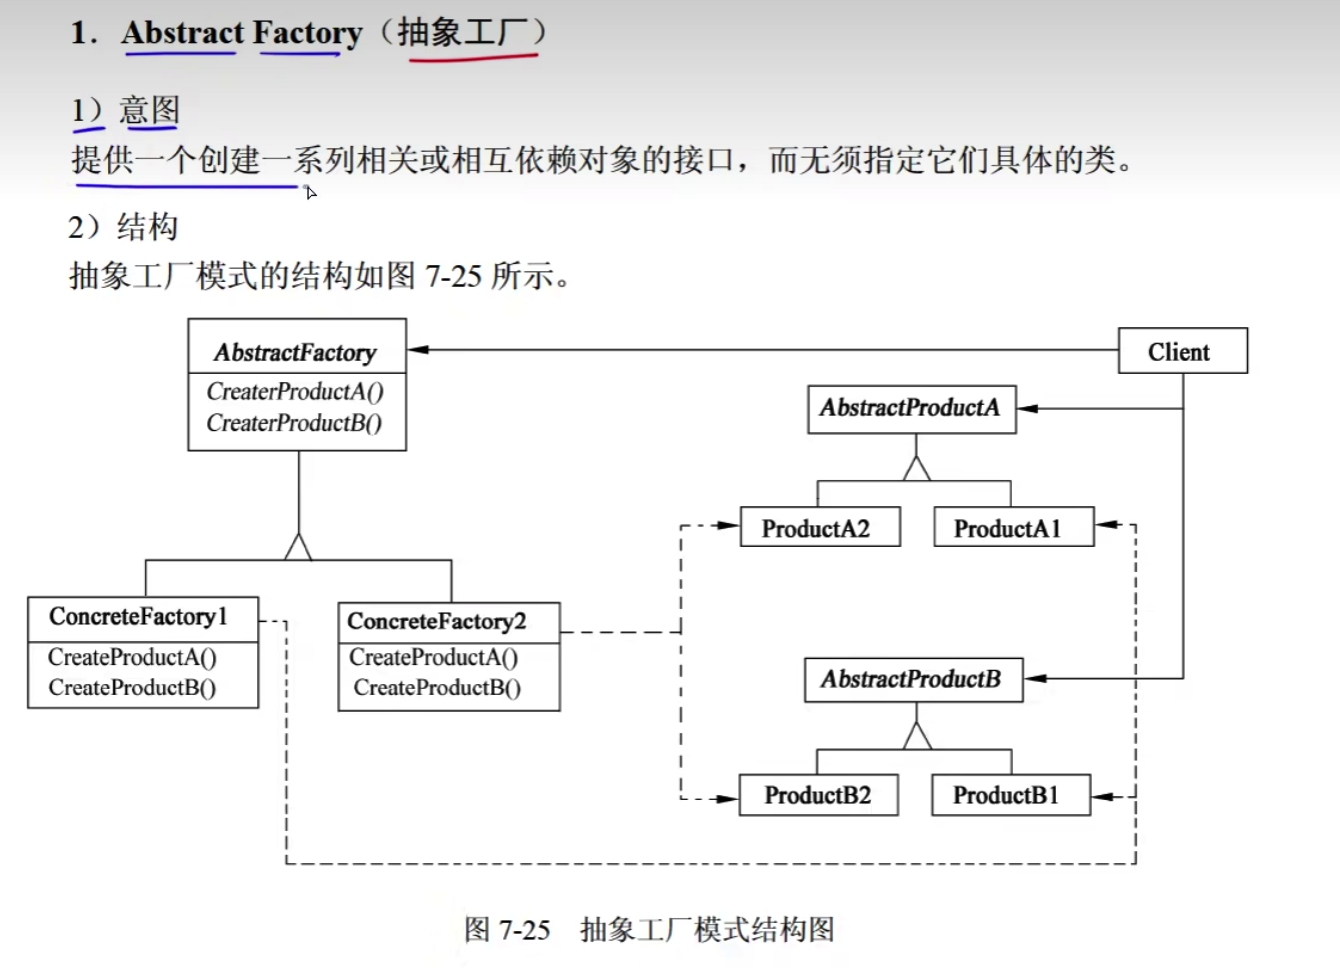 1. Abstract Factory（抽象工厂）
1）意图
提供一个创建一系列相关或相互依赖对象的接口，而无须指定它们具体的类。
2）结构
抽象工厂模式的结构如图 7-25 所示。
AbstractFactory
CreaterProductA()
CreaterProductB()
Client
AbstractProductA
ProductA2
ProductA1
ConcreteFactory1
CreateProductA()
CreateProductB()
ConcreteFactory2
CreateProductA()
CreateProductB()
AbstractProductB
ProductB2
ProductB1
图 7-25 抽象工厂模式结构图